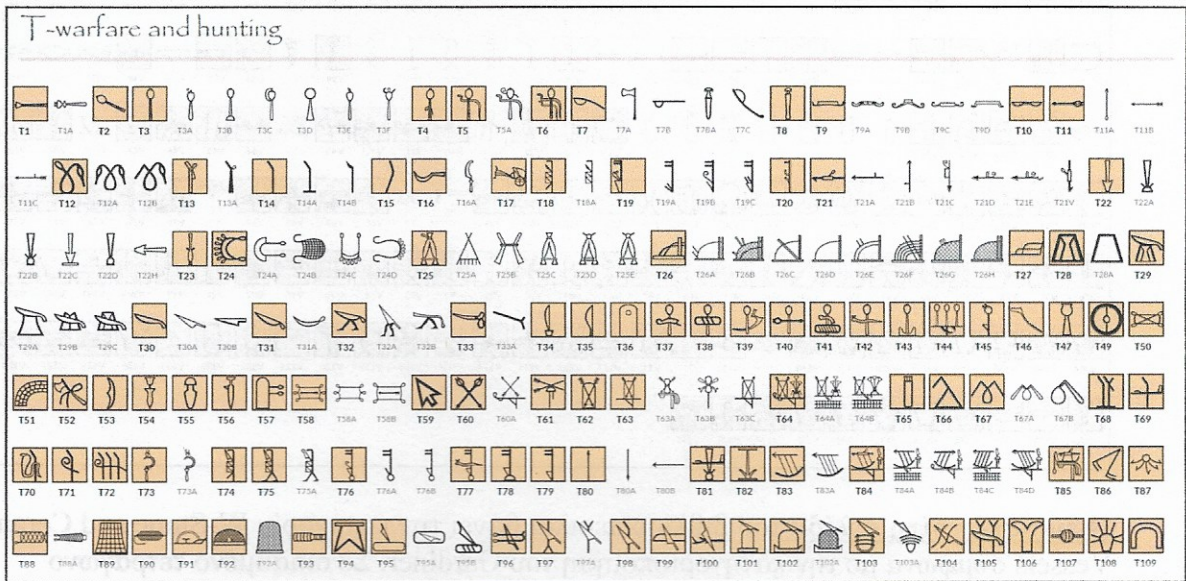 T-warfare and hunting
T1 T1A T2 T3 T3A T3B T3C T3D T3E T3F T4 T5 T5A T6 T7 T7A T7B T7BA T7C T8 T9 T9A T9B T9C T9D T10 T11 T11A T11B
T11C T12 T12A T12B T13 T13A T14 T14A T14B T15 T16 T16A T17 T18 T18A T19 T19A T19B T19C T20 T21 T21A T21B T21C T21D T21E T21V T22 T22A
T22B T22C T22D T22H T23 T24 T24A T24B T24C T24D T25 T25A T25B T25C T25D T25E T26 T26A T26B T26C T26D T26E T26F T26G T26H T27 T28 T28A T29
T29A T29B T29C T30 T30A T30B T31 T31A T32 T32A T32B T33 T33A T34 T35 T36 T37 T38 T39 T40 T41 T42 T43 T44 T45 T46 T47 T49 T50
T51 T52 T53 T54 T55 T56 T57 T58 T58A T58B T59 T60 T60A T61 T62 T63 T63A T63B T63C T64 T64A T64B T65 T66 T67 T67A T67B T68 T69
T70 T71 T72 T73 T73A T74 T75 T75A T76 T76A T76B T77 T78 T79 T80 T80A T80B T81 T82 T83 T83A T84 T84A T84B T84C T84D T85 T86 T87
T88 T88A T89 T90 T91 T92 T92A T93 T94 T95 T95A T95B T96 T97 T97A T98 T99 T100 T101 T102 T102A T103 T103A T104 T105 T106 T107 T108 T109